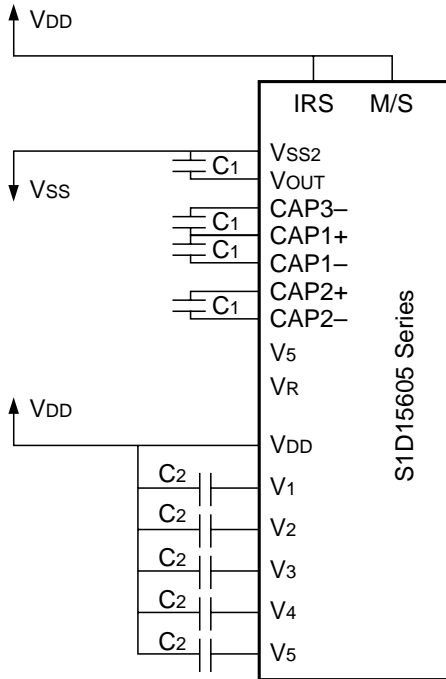 VDD
IRS M/S
VSS2
C1
VSS
VOUT
CAP3–
C1
CAP1+
C1
CAP1–
CAP2+
C1
CAP2–
V5
VR
S1D15605 Series
VDD
VDD
C2
V1
C2
V2
C2
V3
C2
V4
C2
V5